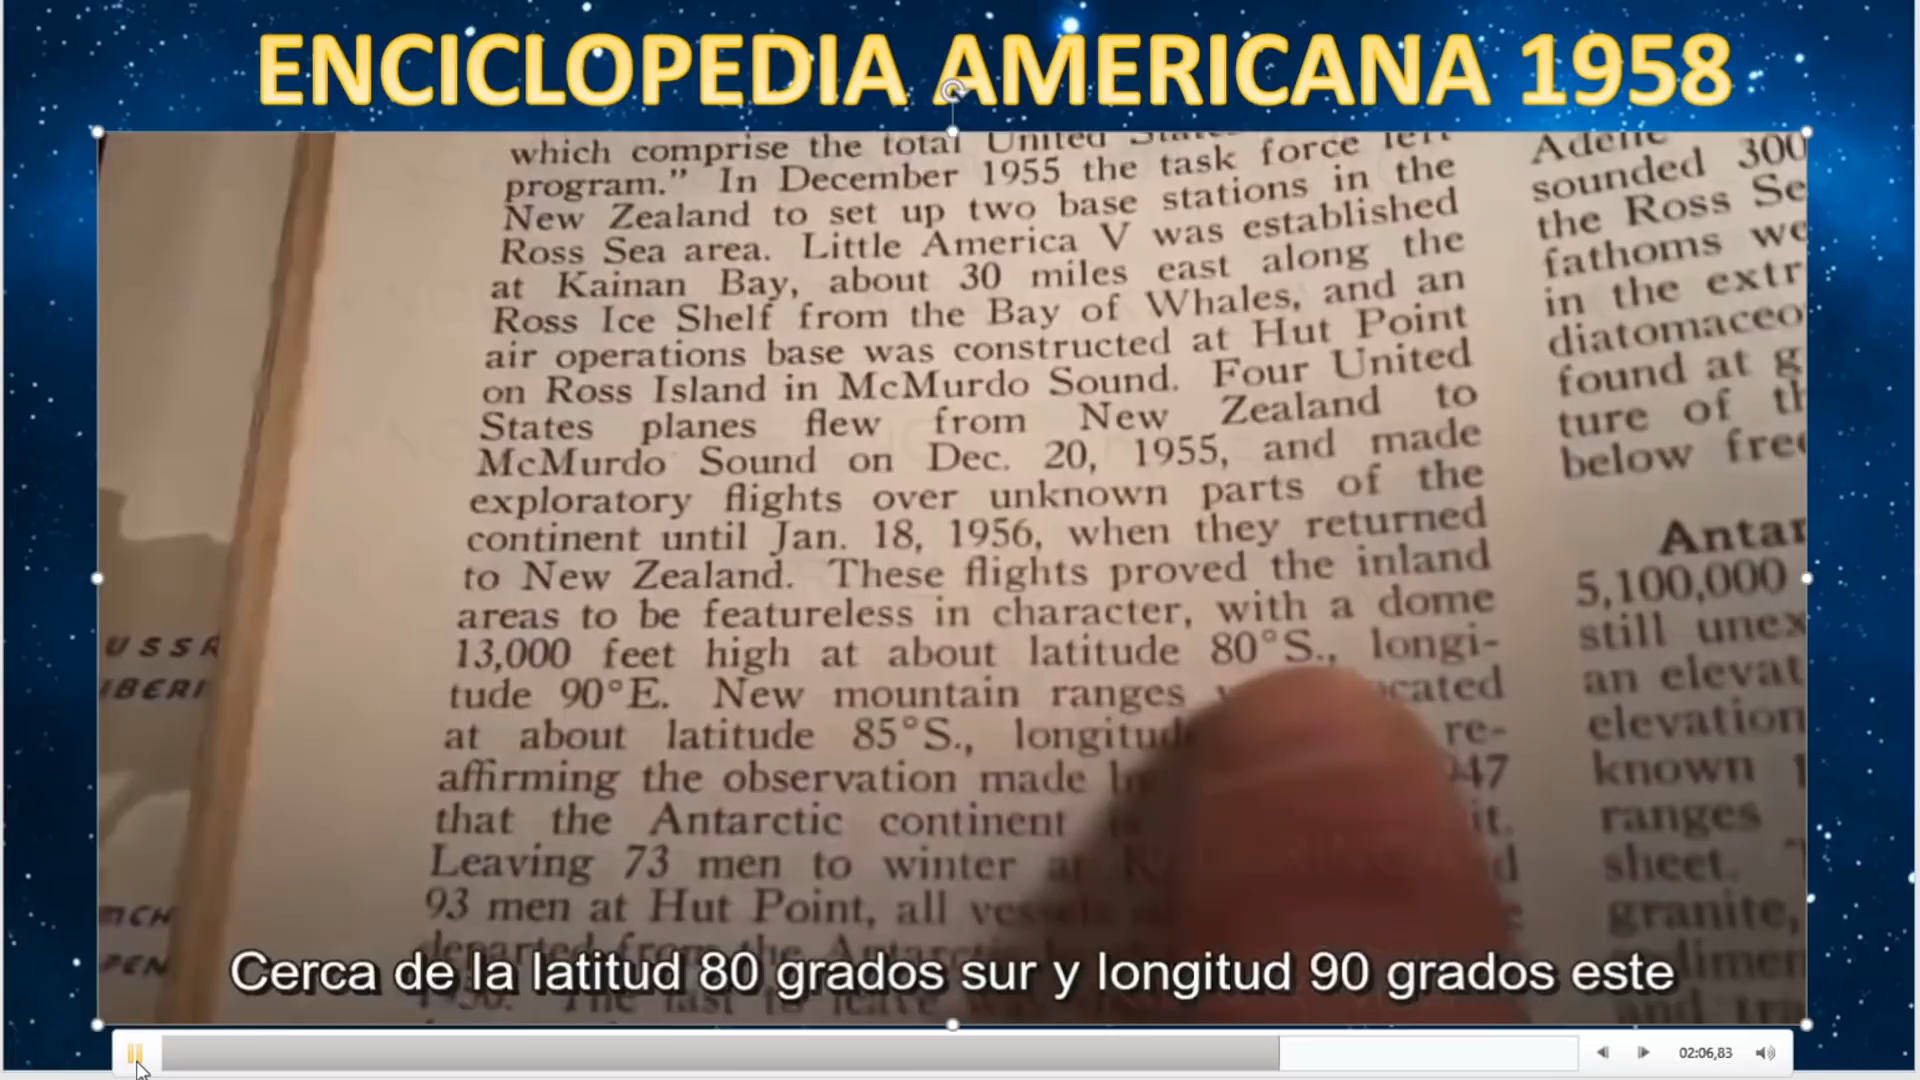 ENCICLOPEDIA AMERICANA 1958
which comprise the total United
program." In December 1955 the task force left
New Zealand to set up two base stations in the
Ross Sea area. Little America V was established
at Kainan Bay, about 30 miles east along the
Ross Ice Shelf from the Bay of Whales, and an
air operations base was constructed at Hut Point
on Ross Island in McMurdo Sound. Four United
States planes flew from New Zealand to
McMurdo Sound on Dec. 20, 1955, and made
exploratory flights over unknown parts of the
continent until Jan. 18, 1956, when they returned
to New Zealand. These flights proved the inland
areas to be featureless in character, with a dome
13,000 feet high at about latitude 80°S., longi-
tude 90°E. New mountain ranges
at about latitude 85°S., re-
affirming the observation made
that the Antarctic continent
Leaving 73 men to winter
93 men at Hut Point, all
departed from the
sounded 300
the Ross
fathoms
in the
found at
ture of
below
5,100,000
still
an
elevation
known
ranges
sheet.
granite,
USSR
Cerca de la latitud 80 grados sur y longitud 90 grados este
02:06,83